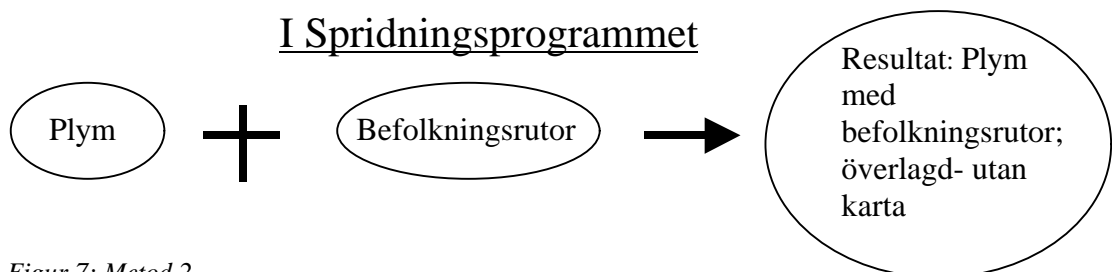 I Spridningsprogrammet
Plym
Befolkningsrutor
Resultat: Plym
med
befolkningsrutor;
överlagd- utan
karta
Figur 7: Metod 2